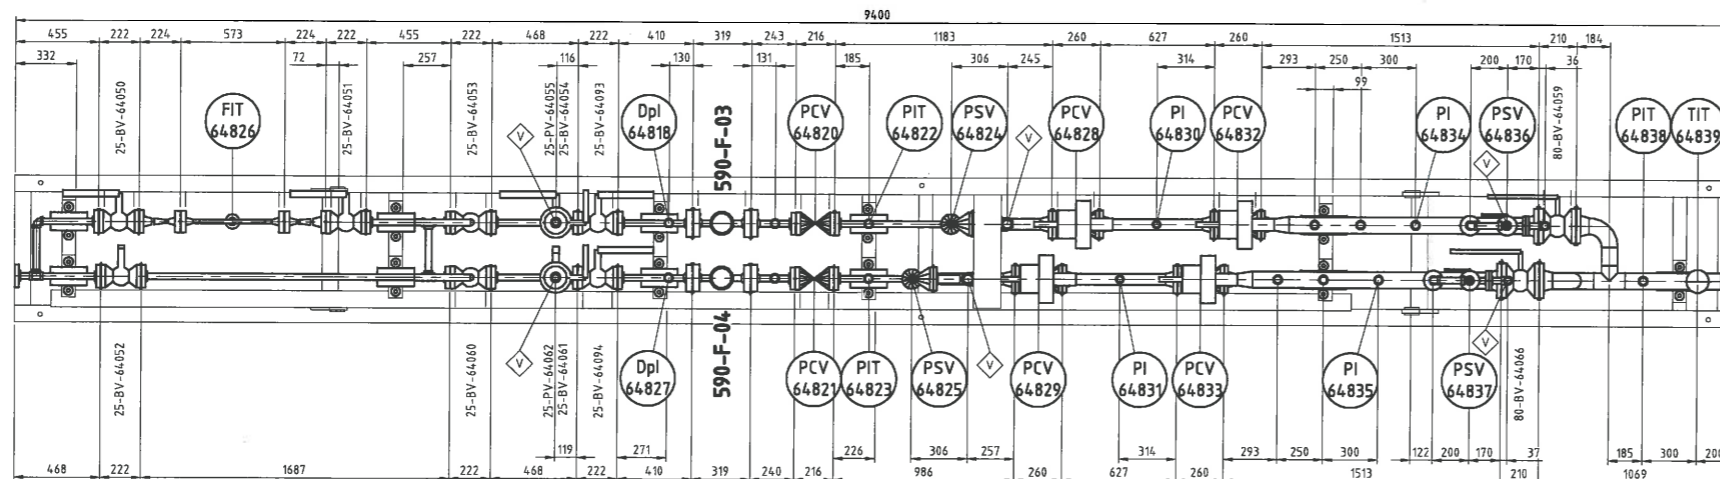 9400
455 222 224 573 224 222 455 222 468 222 410 319 243 216 1183 260 627 260 1513 210 184
332 72 257 116 130 131 185 306 245 314 293 250 300 200 170 36
99
25-BV-64050
FIT 64826
25-BV-64051
25-BV-64053
V
25-PV-64055
25-BV-64054
25-BV-64093
DpI 64818
590-F-03
PCV 64820
PIT 64822
PSV 64824
V
PCV 64828
PI 64830
PCV 64832
PI 64834
PSV 64836
V
80-BV-64059
PIT 64838
TIT 64839
25-BV-64052
25-BV-64060
V
25-PV-64062
25-BV-64061
25-BV-64094
DpI 64827
590-F-04
PCV 64821
PIT 64823
PSV 64825
V
PCV 64829
PI 64831
PCV 64833
PI 64835
PSV 64837
V
80-BV-64066
119 271 226 306 257 314 293 250 300 122 200 170 37 185 300 200
468 222 1687 222 468 222 410 319 240 216 986 260 627 260 1513 210 1069